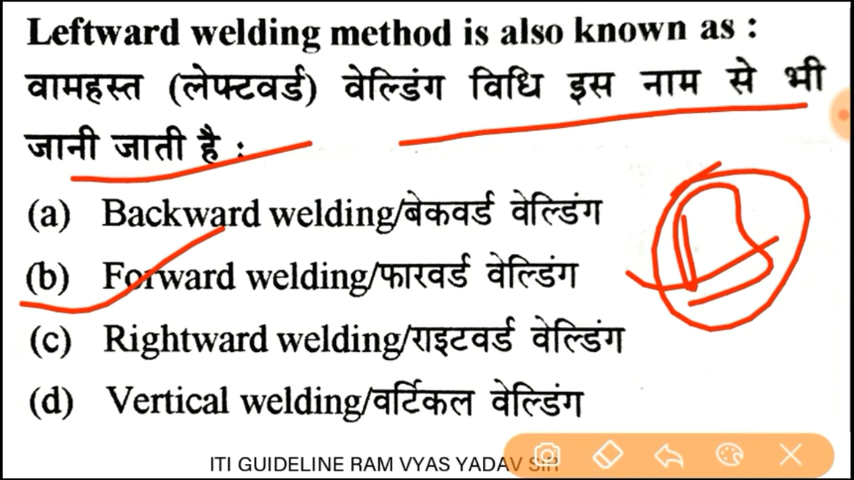 Leftward welding method is also known as :
वामहस्त (लेफ्टवर्ड) वेल्डिंग विधि इस नाम से भी
जानी जाती है :
(a) Backward welding/बेकवर्ड वेल्डिंग
(b) Forward welding/फारवर्ड वेल्डिंग
(c) Rightward welding/राइटवर्ड वेल्डिंग
(d) Vertical welding/वर्टिकल वेल्डिंग
B
ITI GUIDELINE RAM VYAS YADAV SIR